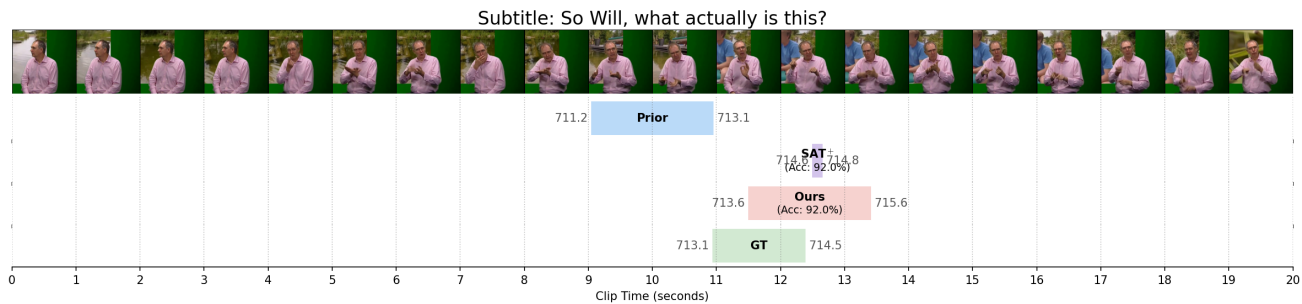 Subtitle: So Will, what actually is this?
711.2 Prior 713.1
714.6 SAT+ 714.8
(Acc: 92.0%)
713.6 Ours 715.6
(Acc: 92.0%)
713.1 GT 714.5
0 1 2 3 4 5 6 7 8 9 10 11 12 13 14 15 16 17 18 19 20
Clip Time (seconds)